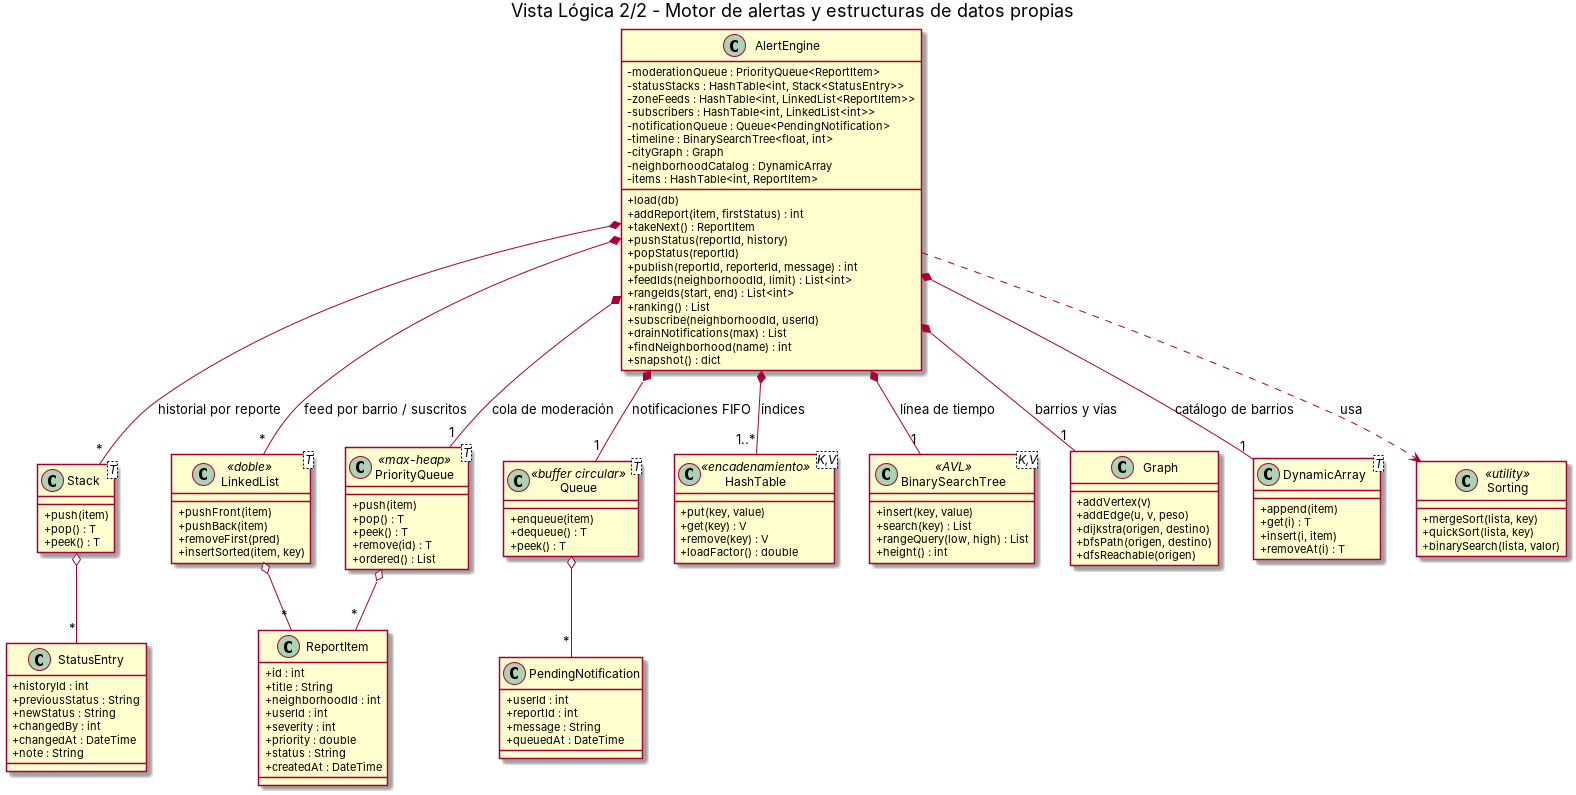 Vista Lógica 2/2 - Motor de alertas y estructuras de datos propias
C AlertEngine
-moderationQueue : PriorityQueue<ReportItem>
-statusStacks : HashTable<int, Stack<StatusEntry>>
-zoneFeeds : HashTable<int, LinkedList<ReportItem>>
-subscribers : HashTable<int, LinkedList<int>>
-notificationQueue : Queue<PendingNotification>
-timeline : BinarySearchTree<float, int>
-cityGraph : Graph
-neighborhoodCatalog : DynamicArray
-items : HashTable<int, ReportItem>
+load(db)
+addReport(item, firstStatus) : int
+takeNext() : ReportItem
+pushStatus(reportId, history)
+popStatus(reportId)
+publish(reportId, reporterId, message) : int
+feedIds(neighborhoodId, limit) : List<int>
+rangeIds(start, end) : List<int>
+ranking() : List
+subscribe(neighborhoodId, userId)
+drainNotifications(max) : List
+findNeighborhood(name) : int
+snapshot() : dict
historial por reporte
*
feed por barrio / suscritos
*
cola de moderación
1
notificaciones FIFO
1
índices
1..*
línea de tiempo
1
barrios y vías
1
catálogo de barrios
1
usa
C Stack
T
+push(item)
+pop() : T
+peek() : T
C «doble»
LinkedList
T
+pushFront(item)
+pushBack(item)
+removeFirst(pred)
+insertSorted(item, key)
C «max-heap»
PriorityQueue
T
+push(item)
+pop() : T
+peek() : T
+remove(id) : T
+ordered() : List
C «buffer circular»
Queue
T
+enqueue(item)
+dequeue() : T
+peek() : T
C «encadenamiento»
HashTable
K,V
+put(key, value)
+get(key) : V
+remove(key) : V
+loadFactor() : double
C «AVL»
BinarySearchTree
K,V
+insert(key, value)
+search(key) : List
+rangeQuery(low, high) : List
+height() : int
C Graph
+addVertex(v)
+addEdge(u, v, peso)
+dijkstra(origen, destino)
+bfsPath(origen, destino)
+dfsReachable(origen)
C DynamicArray
T
+append(item)
+get(i) : T
+insert(i, item)
+removeAt(i) : T
C «utility»
Sorting
+mergeSort(lista, key)
+quickSort(lista, key)
+binarySearch(lista, valor)
*
*
*
*
C StatusEntry
+historyId : int
+previousStatus : String
+newStatus : String
+changedBy : int
+changedAt : DateTime
+note : String
C ReportItem
+id : int
+title : String
+neighborhoodId : int
+userId : int
+severity : int
+priority : double
+status : String
+createdAt : DateTime
C PendingNotification
+userId : int
+reportId : int
+message : String
+queuedAt : DateTime